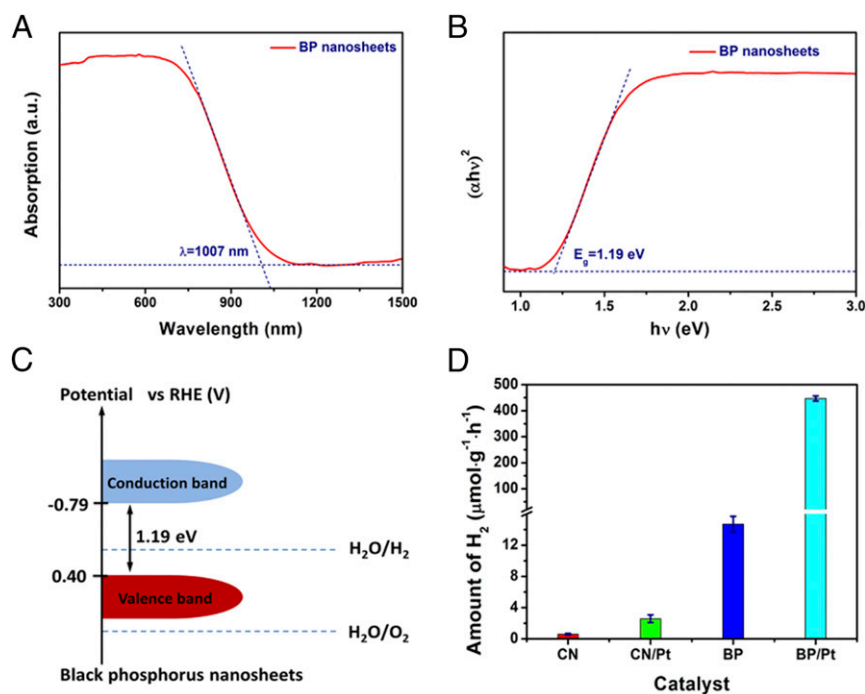 A
BP nanosheets
Absorption (a.u.)
λ=1007 nm
300 600 900 1200 1500
Wavelength (nm)
B
BP nanosheets
(αhν)²
E_g=1.19 eV
1.0 1.5 2.0 2.5 3.0
hν (eV)
C
Potential vs RHE (V)
Conduction band
-0.79
1.19 eV
H₂O/H₂
0.40
Valence band
H₂O/O₂
Black phosphorus nanosheets
D
Amount of H₂ (μmol·g⁻¹·h⁻¹)
500
400
300
200
12
8
4
0
CN CN/Pt BP BP/Pt
Catalyst